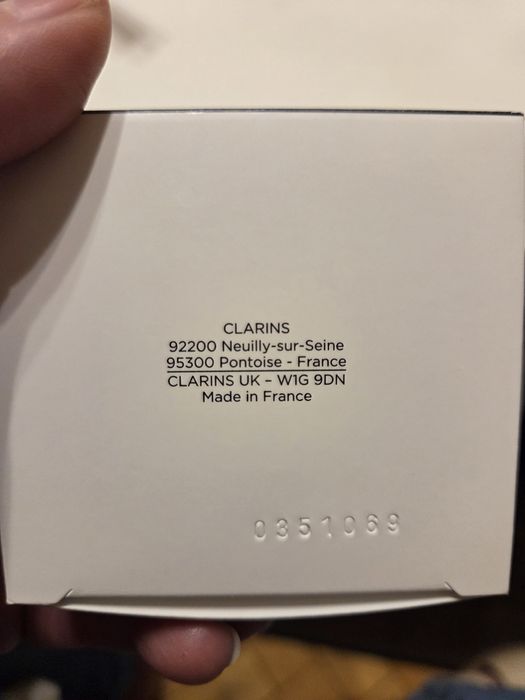 CLARINS
92200 Neuilly-sur-Seine
95300 Pontoise - France
CLARINS UK – W1G 9DN
Made in France
0351069